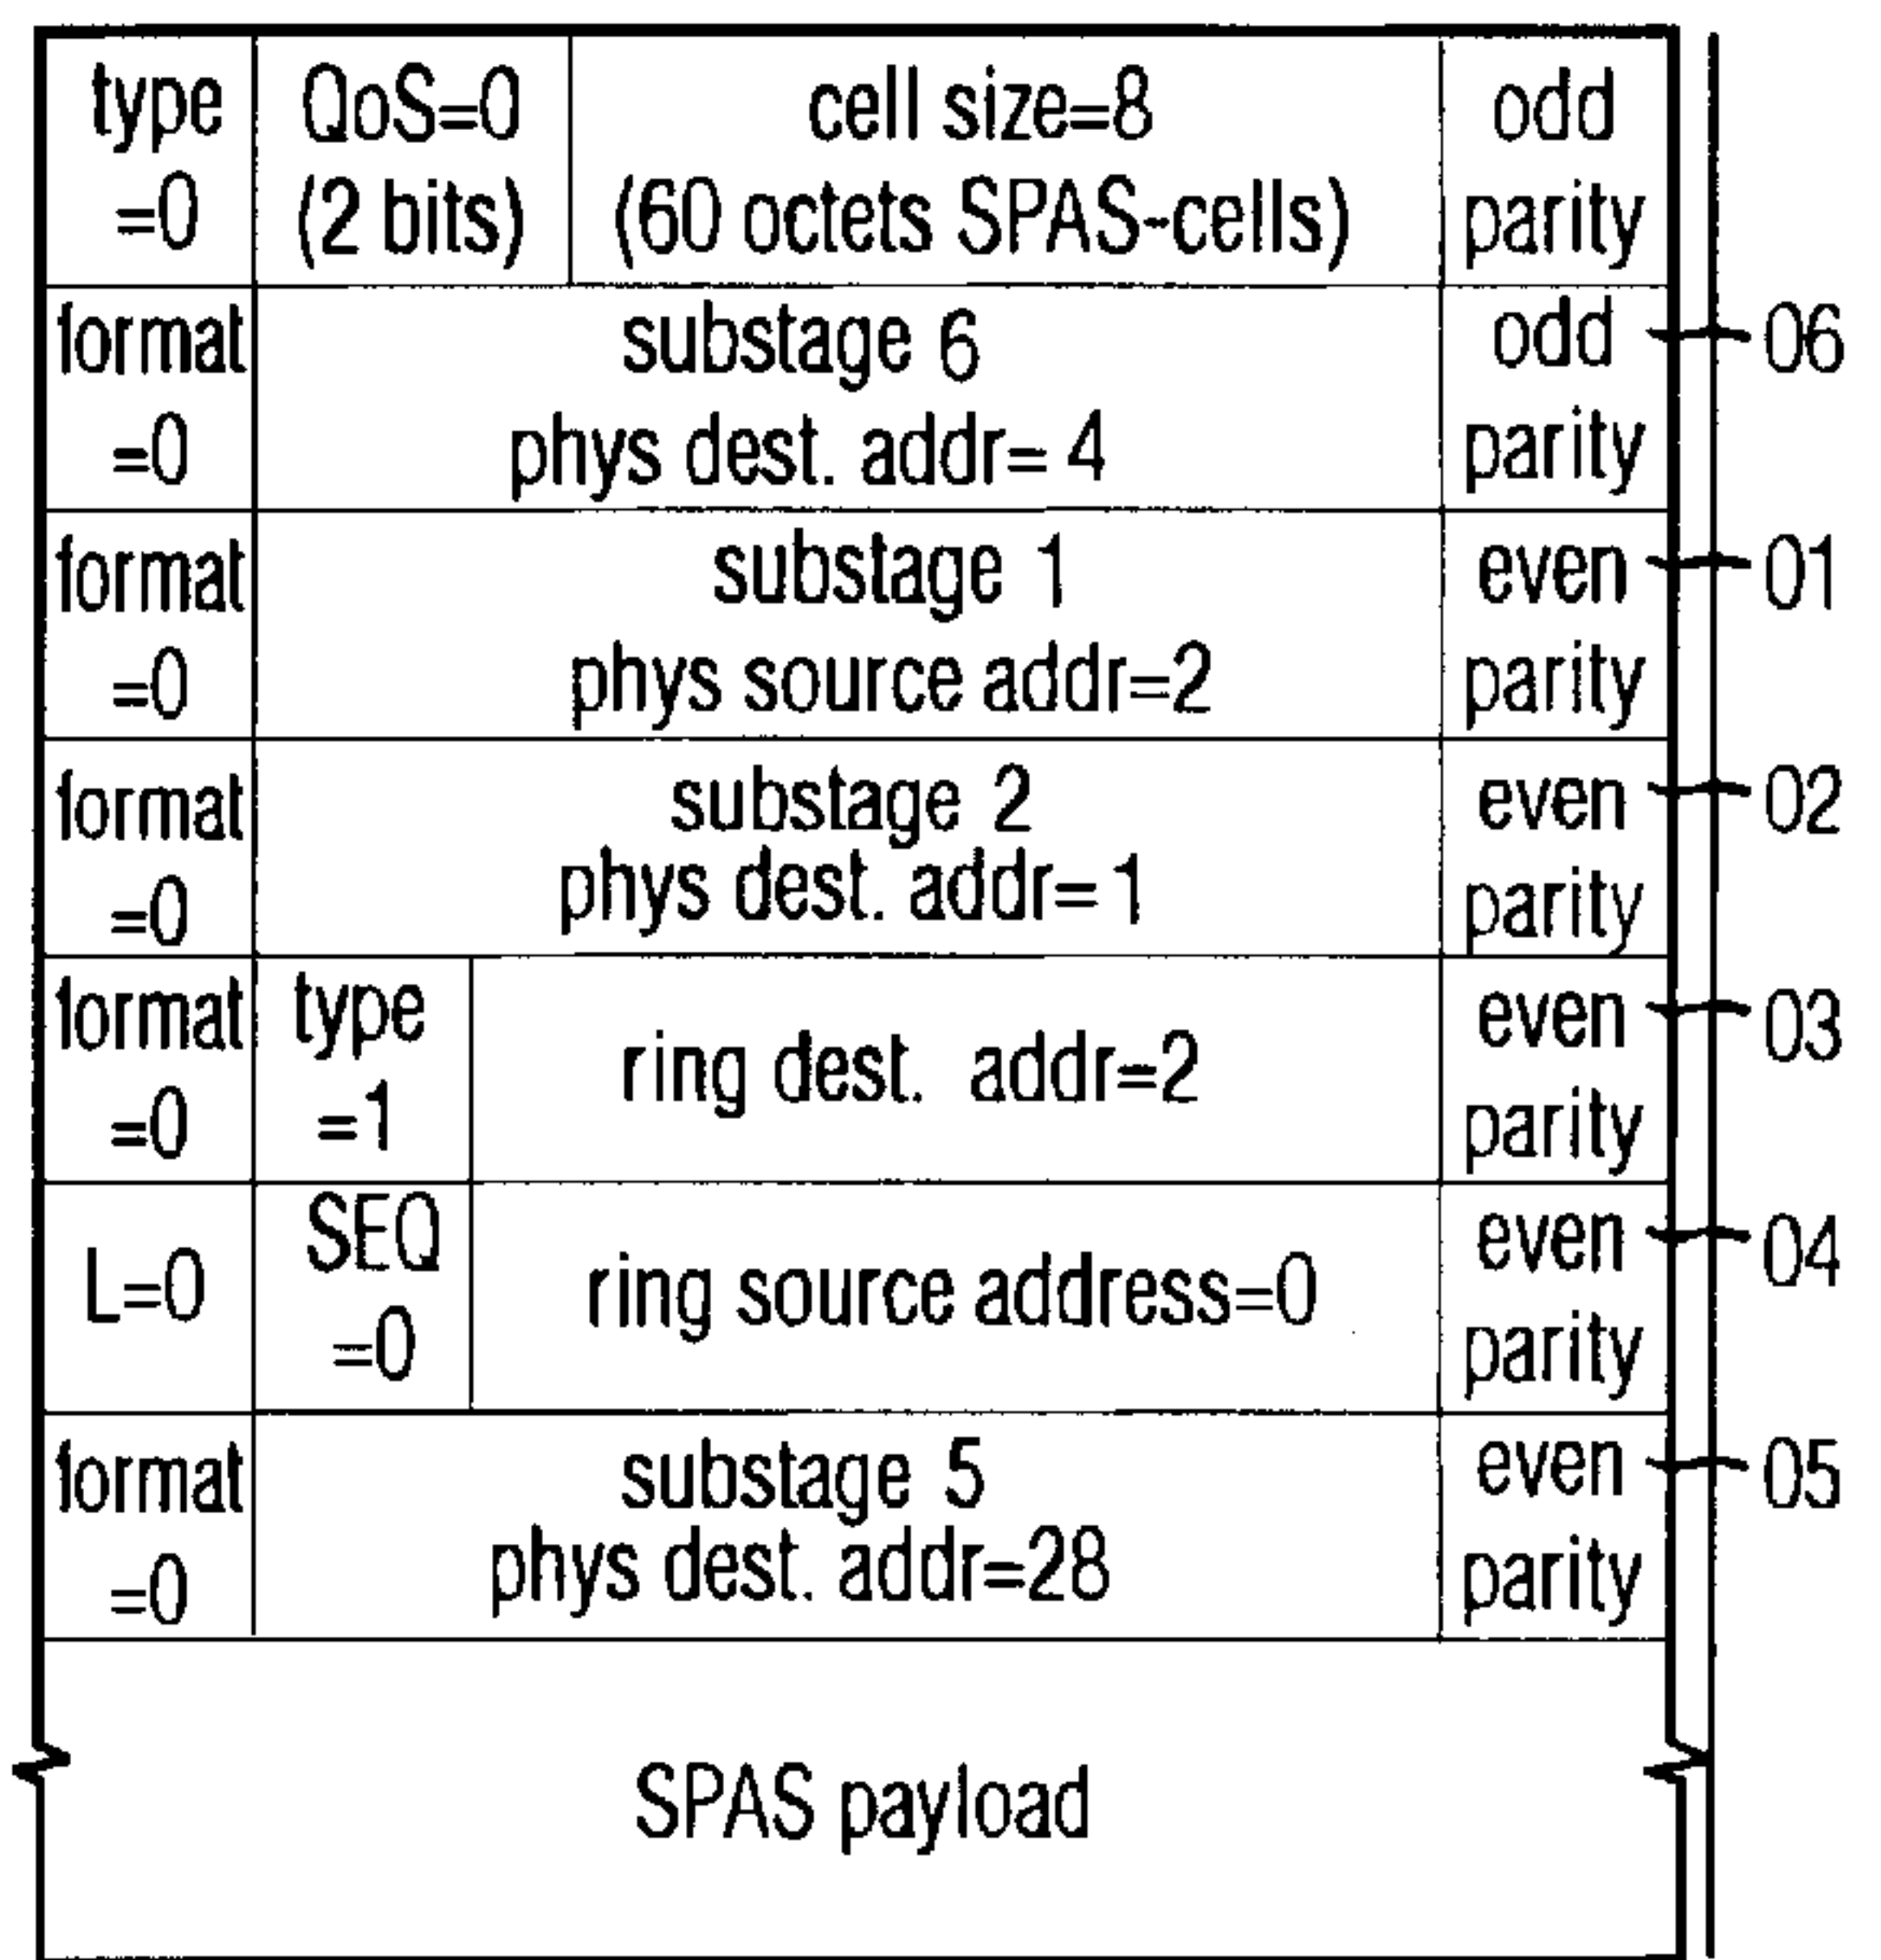 type =0 QoS=0 (2 bits) cell size=8 (60 octets SPAS-cells) odd parity
format =0 substage 6 phys dest. addr= 4 odd parity 06
format =0 substage 1 phys source addr=2 even parity 01
format =0 substage 2 phys dest. addr=1 even parity 02
format =0 type =1 ring dest. addr=2 even parity 03
L=0 SEQ =0 ring source address=0 even parity 04
format =0 substage 5 phys dest. addr=28 even parity 05
SPAS payload